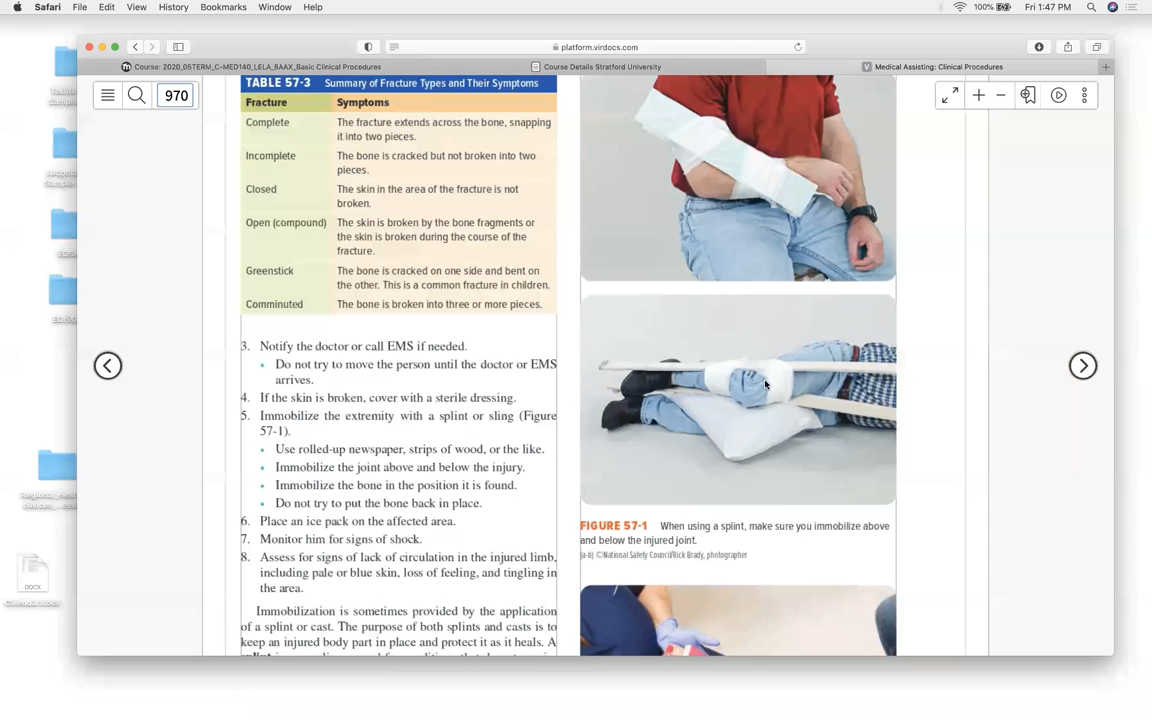 Safari File Edit View History Bookmarks Window Help
100% Fri 1:47 PM
platform.virdocs.com
Course: 2020_05TERM_C-MED140_LELA_8AAX_Basic Clinical Procedures
Course Details Stratford University
Medical Assisting: Clinical Procedures
970
TABLE 57-3 Summary of Fracture Types and Their Symptoms
Fracture Symptoms
Complete The fracture extends across the bone, snapping
it into two pieces.
Incomplete The bone is cracked but not broken into two
pieces.
Closed The skin in the area of the fracture is not
broken.
Open (compound) The skin is broken by the bone fragments or
the skin is broken during the course of the
fracture.
Greenstick The bone is cracked on one side and bent on
the other. This is a common fracture in children.
Comminuted The bone is broken into three or more pieces.
3. Notify the doctor or call EMS if needed.
• Do not try to move the person until the doctor or EMS
arrives.
4. If the skin is broken, cover with a sterile dressing.
5. Immobilize the extremity with a splint or sling (Figure
57-1).
• Use rolled-up newspaper, strips of wood, or the like.
• Immobilize the joint above and below the injury.
• Immobilize the bone in the position it is found.
• Do not try to put the bone back in place.
6. Place an ice pack on the affected area.
7. Monitor him for signs of shock.
8. Assess for signs of lack of circulation in the injured limb,
including pale or blue skin, loss of feeling, and tingling in
the area.
Immobilization is sometimes provided by the application
of a splint or cast. The purpose of both splints and casts is to
keep an injured body part in place and protect it as it heals. A
FIGURE 57-1 When using a splint, make sure you immobilize above
and below the injured joint.
(a-b) ©National Safety Council/Rick Brady, photographer
DOCX